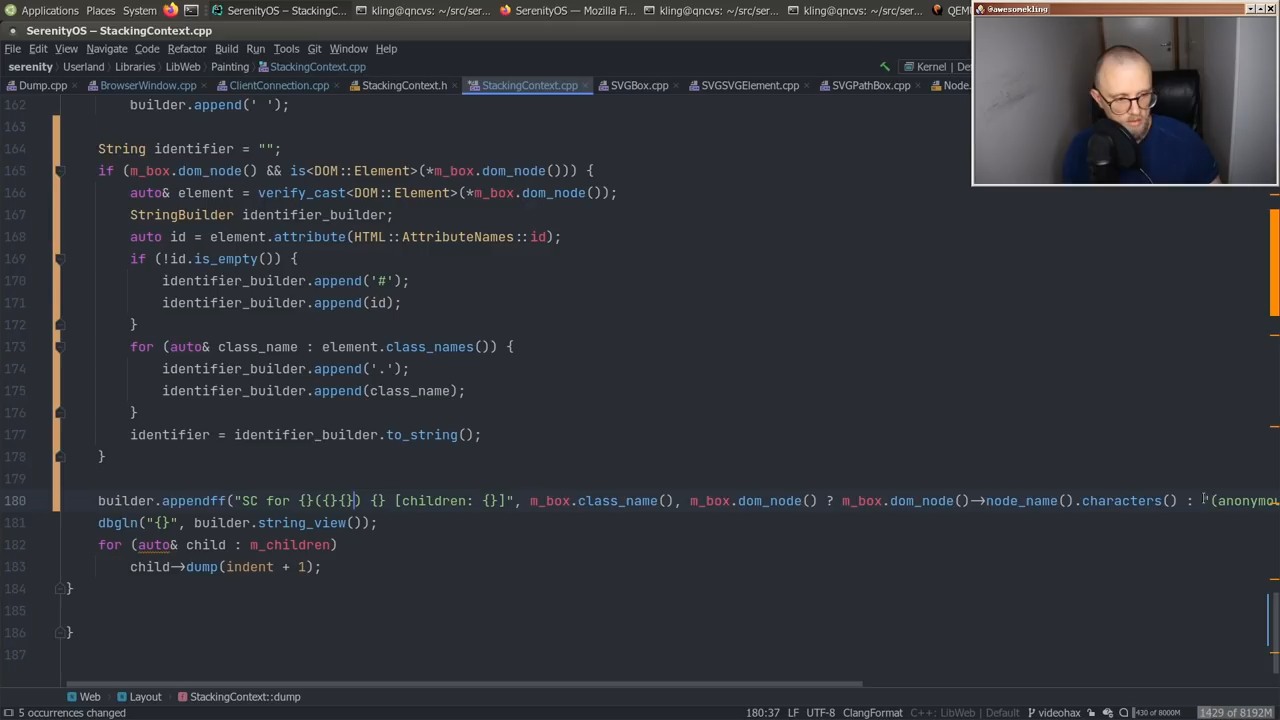 Applications Places System SerenityOS – StackingC... kling@qncvs: ~/src/ser... SerenityOS — Mozilla Fi... kling@qncvs: ~/src/ser... kling@qncvs: ~/src/ser... QEM
@awesomekling
SerenityOS – StackingContext.cpp
File Edit View Navigate Code Refactor Build Run Tools Git Window Help
serenity Userland Libraries LibWeb Painting StackingContext.cpp Kernel | De
Dump.cpp BrowserWindow.cpp ClientConnection.cpp StackingContext.h StackingContext.cpp SVGBox.cpp SVGSVGElement.cpp SVGPathBox.cpp Node.
162 builder.append(' ');
163
164 String identifier = "";
165 if (m_box.dom_node() && is<DOM::Element>(*m_box.dom_node())) {
166 auto& element = verify_cast<DOM::Element>(*m_box.dom_node());
167 StringBuilder identifier_builder;
168 auto id = element.attribute(HTML::AttributeNames::id);
169 if (!id.is_empty()) {
170 identifier_builder.append('#');
171 identifier_builder.append(id);
172 }
173 for (auto& class_name : element.class_names()) {
174 identifier_builder.append('.');
175 identifier_builder.append(class_name);
176 }
177 identifier = identifier_builder.to_string();
178 }
179
180 builder.appendff("SC for {}({}{}) {} [children: {}]", m_box.class_name(), m_box.dom_node() ? m_box.dom_node()->node_name().characters() : "(anonymo
181 dbgln("{}", builder.string_view());
182 for (auto& child : m_children)
183 child->dump(indent + 1);
184 }
185
186 }
187
Web Layout StackingContext::dump
5 occurrences changed 180:37 LF UTF-8 ClangFormat C++: LibWeb | Default videohax 430 of 8000M 1429 of 8192M